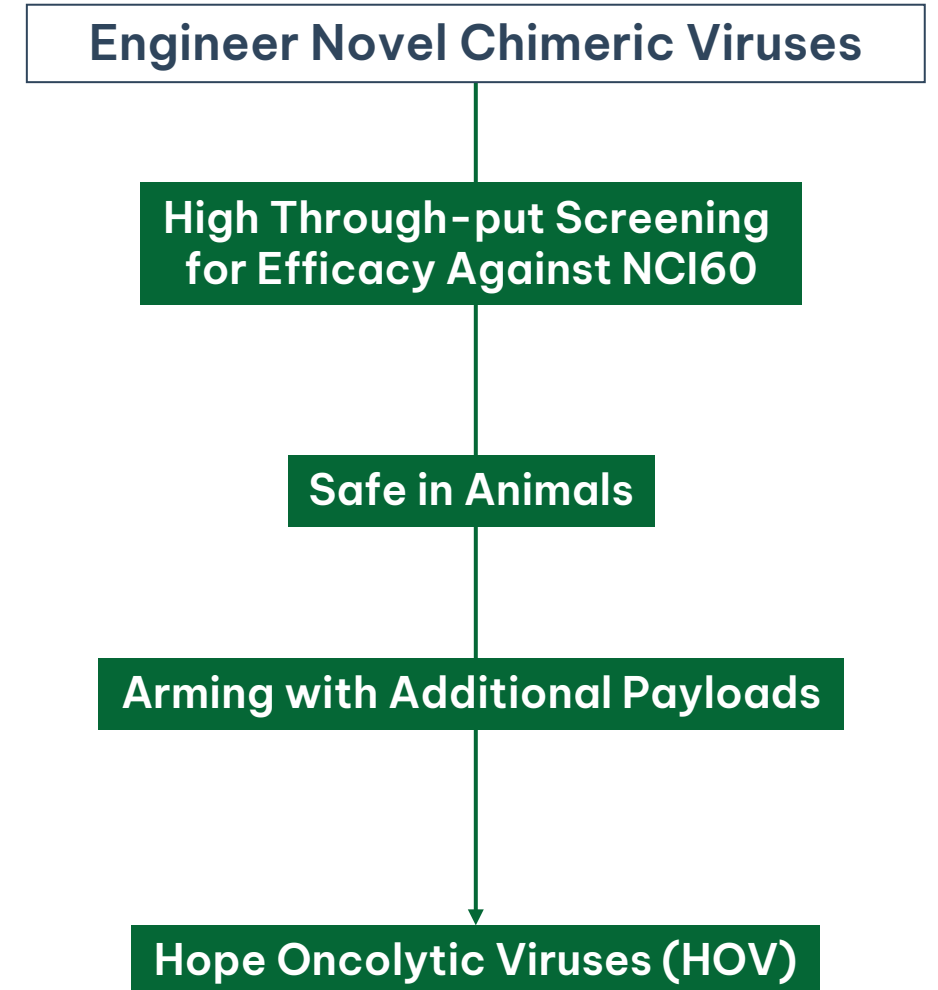 Engineer Novel Chimeric Viruses
High Through-put Screening
for Efficacy Against NCI60
Safe in Animals
Arming with Additional Payloads
Hope Oncolytic Viruses (HOV)